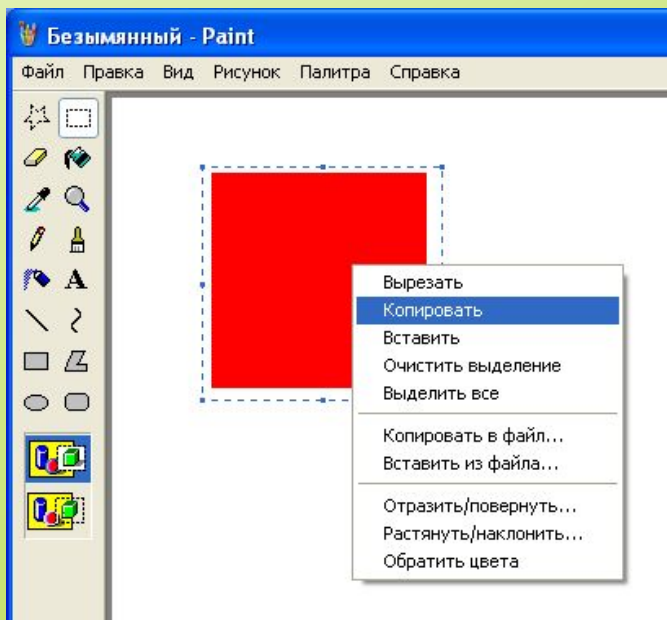 Безымянный - Paint
Файл Правка Вид Рисунок Палитра Справка
A
Вырезать
Копировать
Вставить
Очистить выделение
Выделить все
Копировать в файл...
Вставить из файла...
Отразить/повернуть...
Растянуть/наклонить...
Обратить цвета